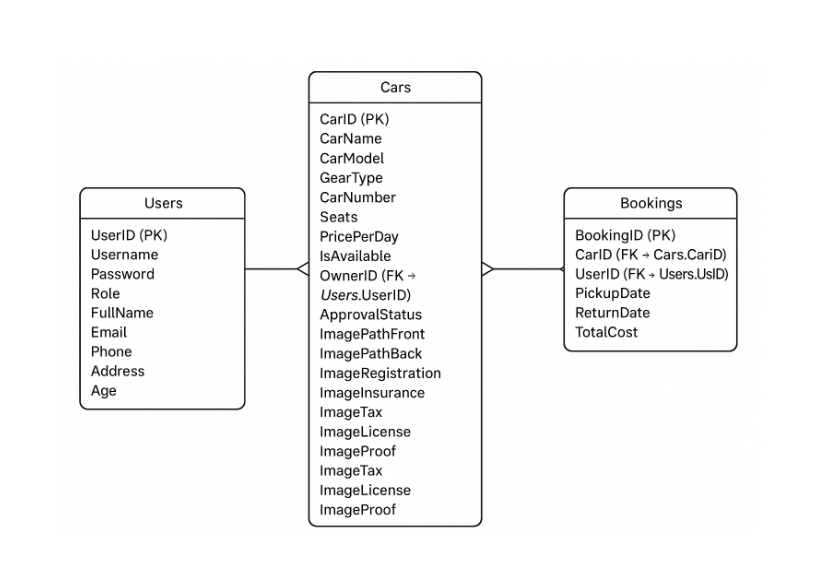 Users
UserID (PK)
Username
Password
Role
FullName
Email
Phone
Address
Age
Cars
CarID (PK)
CarName
CarModel
GearType
CarNumber
Seats
PricePerDay
IsAvailable
OwnerID (FK →
Users.UserID)
ApprovalStatus
ImagePathFront
ImagePathBack
ImageRegistration
ImageInsurance
ImageTax
ImageLicense
ImageProof
ImageTax
ImageLicense
ImageProof
Bookings
BookingID (PK)
CarID (FK → Cars.CariD)
UserID (FK → Users.UsID)
PickupDate
ReturnDate
TotalCost